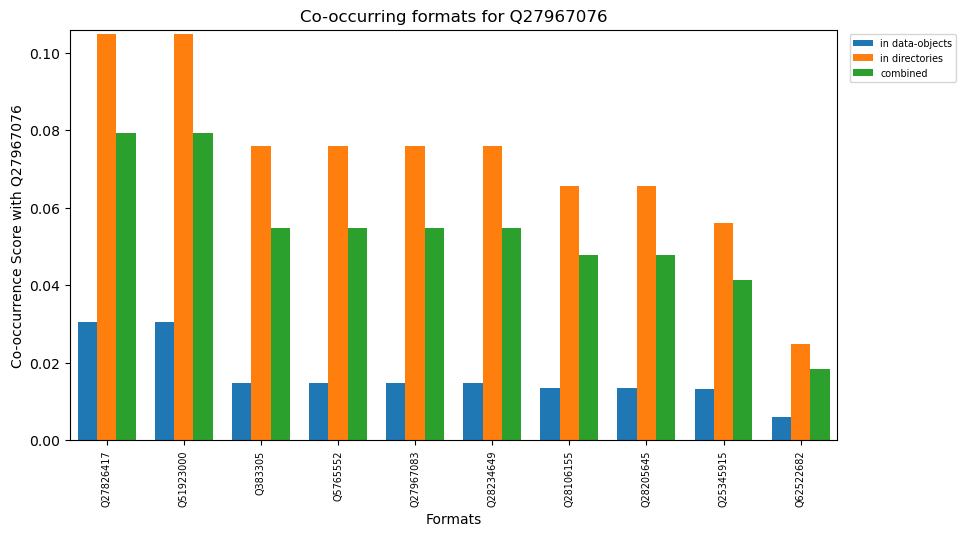 Co-occurring formats for Q27967076
in data-objects
in directories
combined
Co-occurrence Score with Q27967076
0.10
0.08
0.06
0.04
0.02
0.00
Q27826417
Q51923000
Q383305
Q5765552
Q27967083
Q28234649
Q28106155
Q28205645
Q25345915
Q62522682
Formats